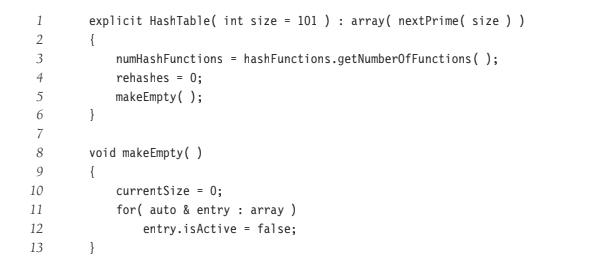 1 explicit HashTable( int size = 101 ) : array( nextPrime( size ) )
2 {
3 numHashFunctions = hashFunctions.getNumberOfFunctions( );
4 rehashes = 0;
5 makeEmpty( );
6 }
7
8 void makeEmpty( )
9 {
10 currentSize = 0;
11 for( auto & entry : array )
12 entry.isActive = false;
13 }